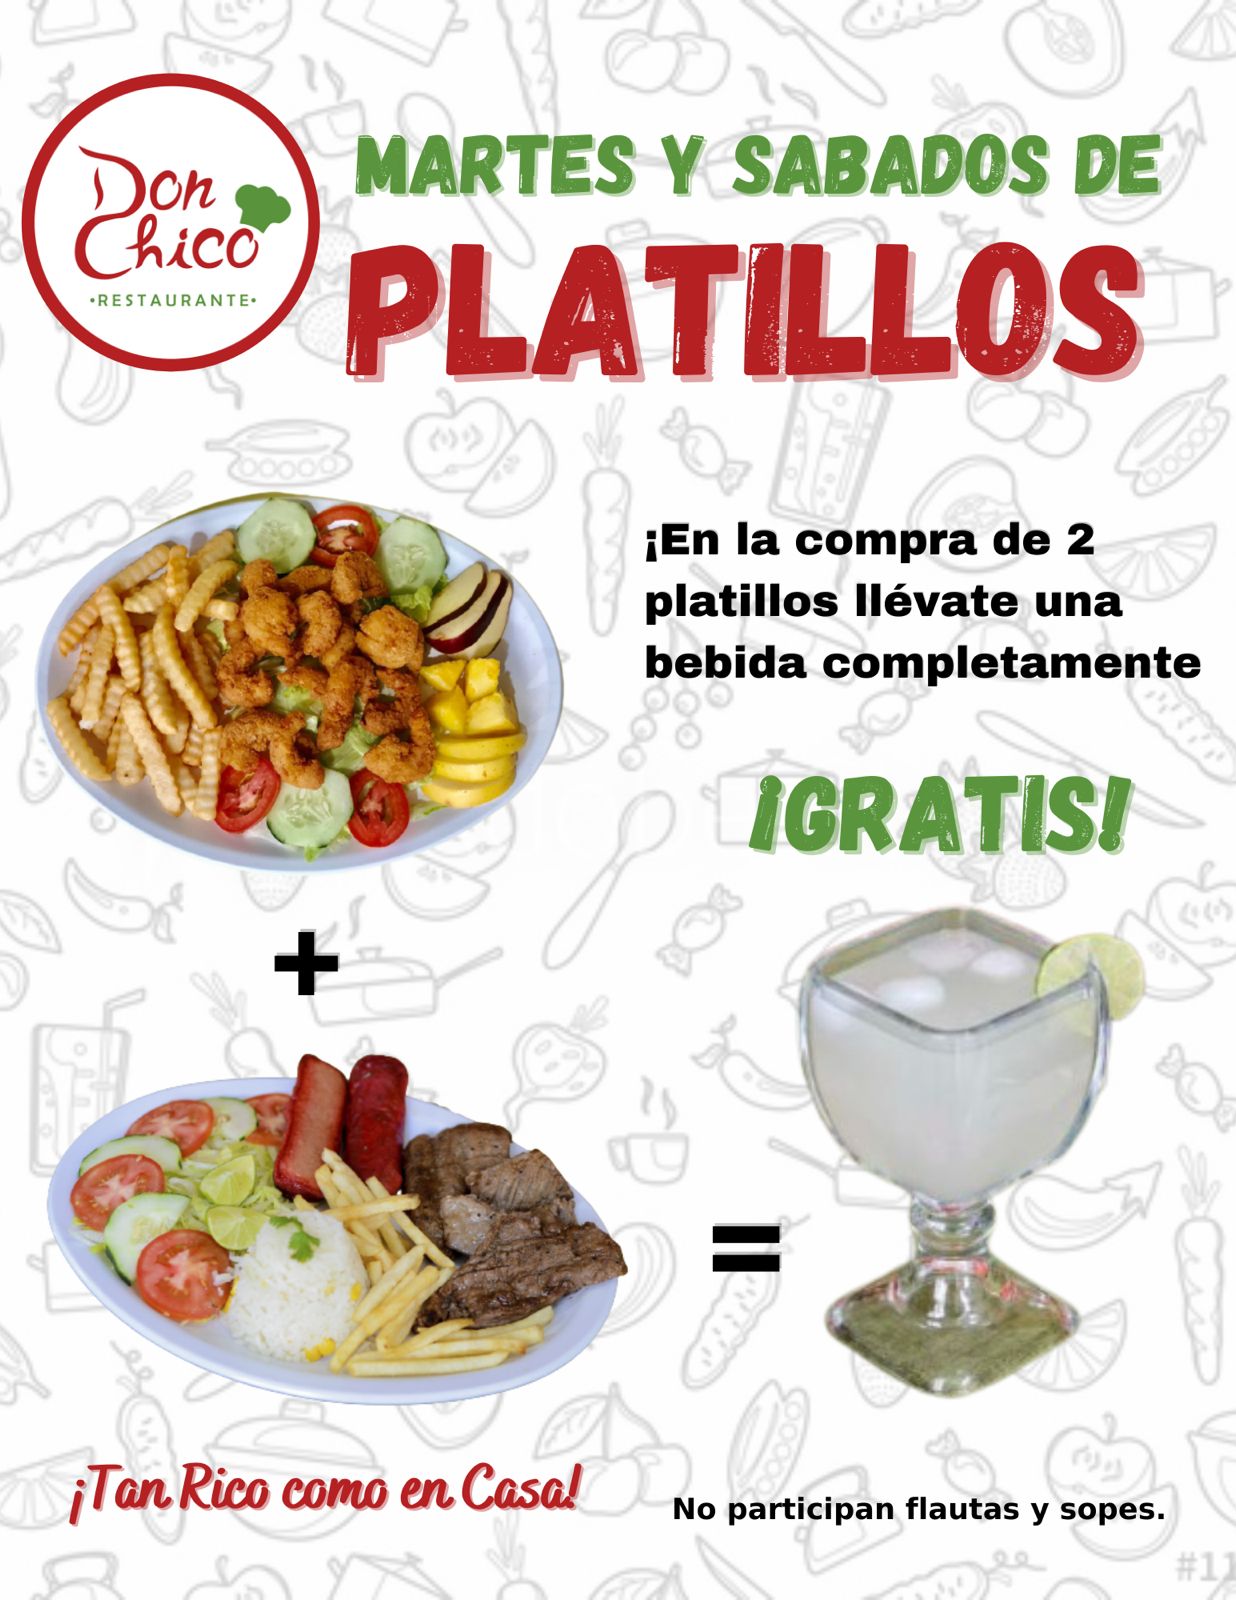 Don
Chico
•RESTAURANTE•
MARTES Y SABADOS DE
PLATILLOS
¡En la compra de 2
platillos llévate una
bebida completamente
¡GRATIS!
+
=
¡Tan Rico como en Casa!
No participan flautas y sopes.
#11